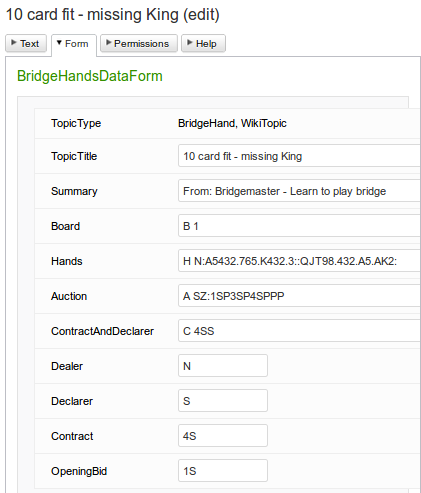 10 card fit - missing King (edit)
Text Form Permissions Help
BridgeHandsDataForm
TopicType BridgeHand, WikiTopic
TopicTitle 10 card fit - missing King
Summary From: Bridgemaster - Learn to play bridge
Board B 1
Hands H N:A5432.765.K432.3::QJT98.432.A5.AK2:
Auction A SZ:1SP3SP4SPPP
ContractAndDeclarer C 4SS
Dealer N
Declarer S
Contract 4S
OpeningBid 1S